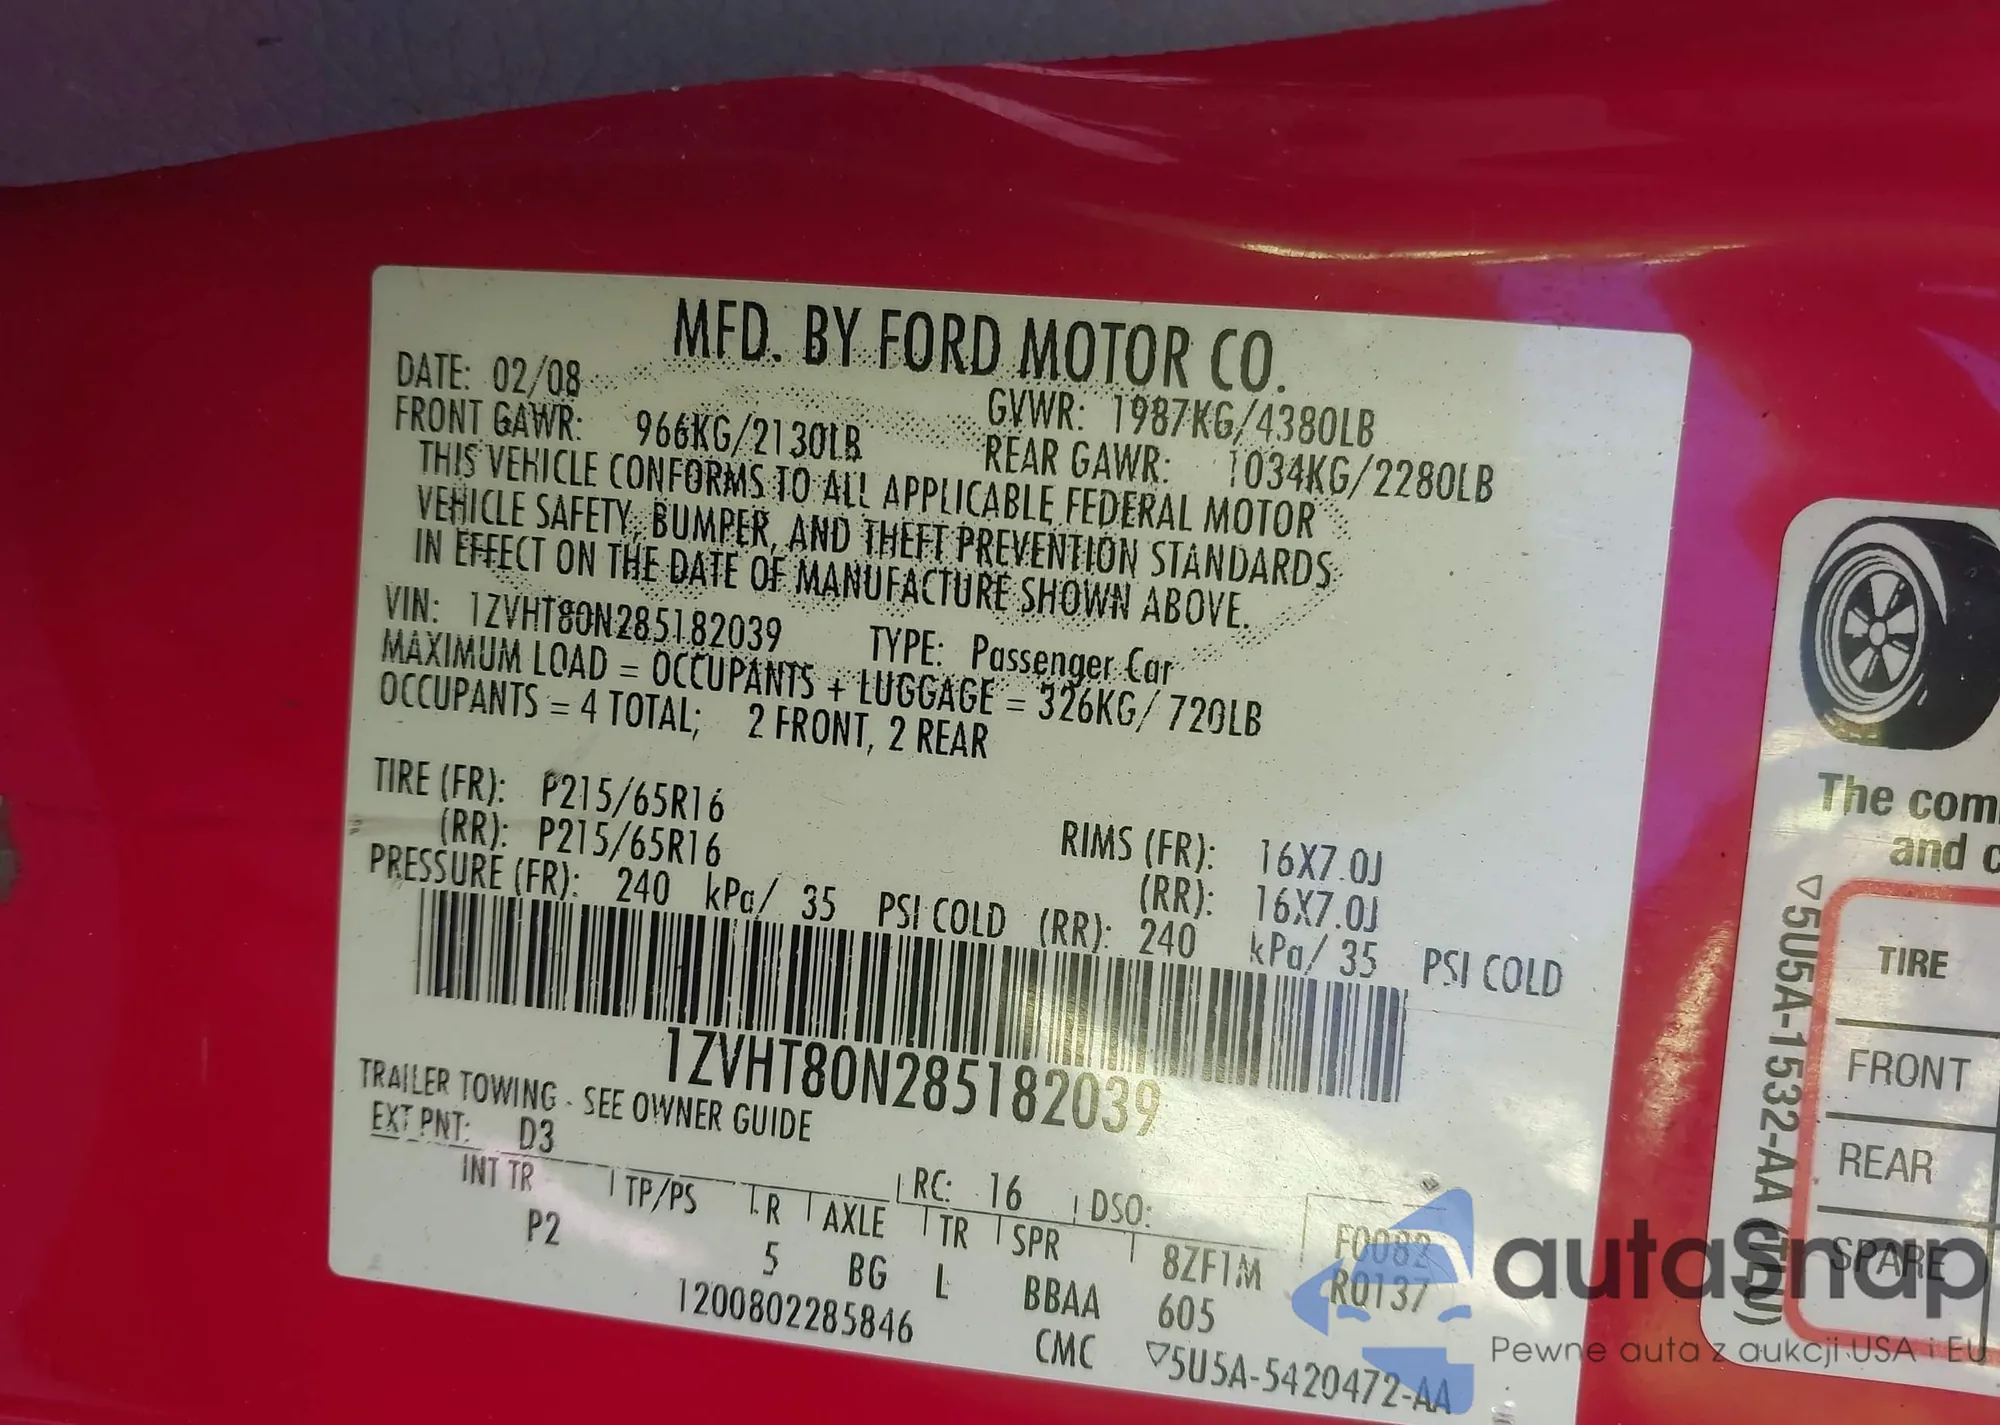 MFD. BY FORD MOTOR CO.
DATE: 02/08 GVWR: 1987KG/4380LB
FRONT GAWR: 966KG/2130LB REAR GAWR: 1034KG/2280LB
THIS VEHICLE CONFORMS TO ALL APPLICABLE FEDERAL MOTOR
VEHICLE SAFETY, BUMPER, AND THEFT PREVENTION STANDARDS
IN EFFECT ON THE DATE OF MANUFACTURE SHOWN ABOVE.
VIN: 1ZVHT80N285182039 TYPE: Passenger Car
MAXIMUM LOAD = OCCUPANTS + LUGGAGE = 326KG/ 720LB
OCCUPANTS = 4 TOTAL; 2 FRONT, 2 REAR
TIRE (FR): P215/65R16 RIMS (FR): 16X7.0J
(RR): P215/65R16 (RR): 16X7.0J
PRESSURE (FR): 240 kPa/ 35 PSI COLD (RR): 240 kPa/ 35 PSI COLD
1ZVHT80N285182039
TRAILER TOWING - SEE OWNER GUIDE
EXT PNT: D3 RC: 16 DSO: F0082
INT TR TP/PS R AXLE TR SPR 8ZF1M R0137
P2 5 BG L BBAA 605
1200802285846 CMC ▽5U5A-5420472-AA
The com
and c
TIRE
FRONT
REAR
SPARE
▽5U5A-1532-AA
autasnap
Pewne auta z aukcji USA i EU